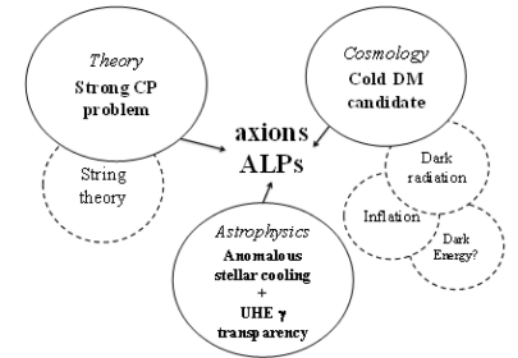 Theory
Strong CP
problem
String
theory
Cosmology
Cold DM
candidate
Dark
radiation
Inflation
Dark
Energy?
axions
ALPs
Astrophysics
Anomalous
stellar cooling
+
UHE γ
transparency